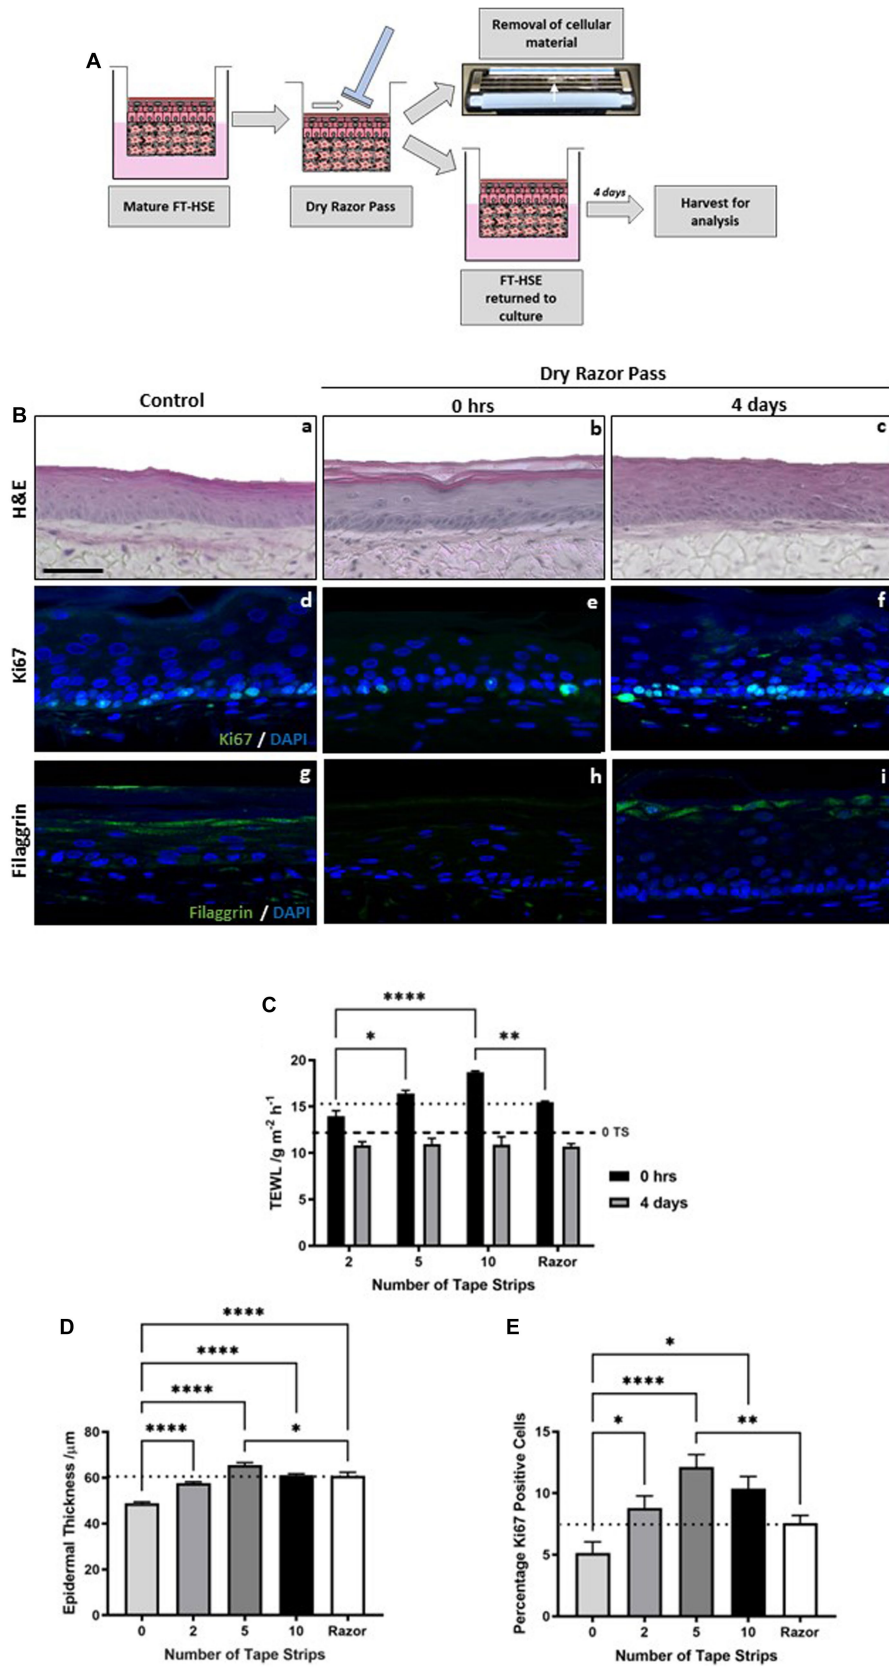 A
Removal of cellular
material
Mature FT-HSE
Dry Razor Pass
4 days
Harvest for
analysis
FT-HSE
returned to
culture
Dry Razor Pass
B
Control
0 hrs
4 days
H&E
a
b
c
Ki67
d
e
f
Ki67 / DAPI
Filaggrin
g
h
i
Filaggrin / DAPI
C
****
*
**
TEWL /g m⁻² h⁻¹
20
15
10
5
0
0 TS
0 hrs
4 days
2
5
10
Razor
Number of Tape Strips
D
****
****
****
****
*
Epidermal Thickness /μm
80
60
40
20
0
0
2
5
10
Razor
Number of Tape Strips
E
*
****
*
**
Percentage Ki67 Positive Cells
15
10
5
0
0
2
5
10
Razor
Number of Tape Strips